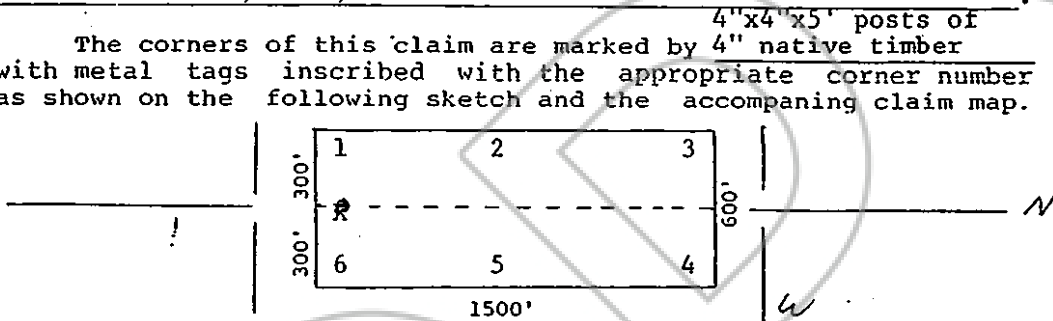 4"x4"x5' posts of
The corners of this claim are marked by 4" native timber
with metal tags inscribed with the appropriate corner number
as shown on the following sketch and the accompaning claim map.
1 2 3
300'
600'
N
300'
6 5 4
1500'
W